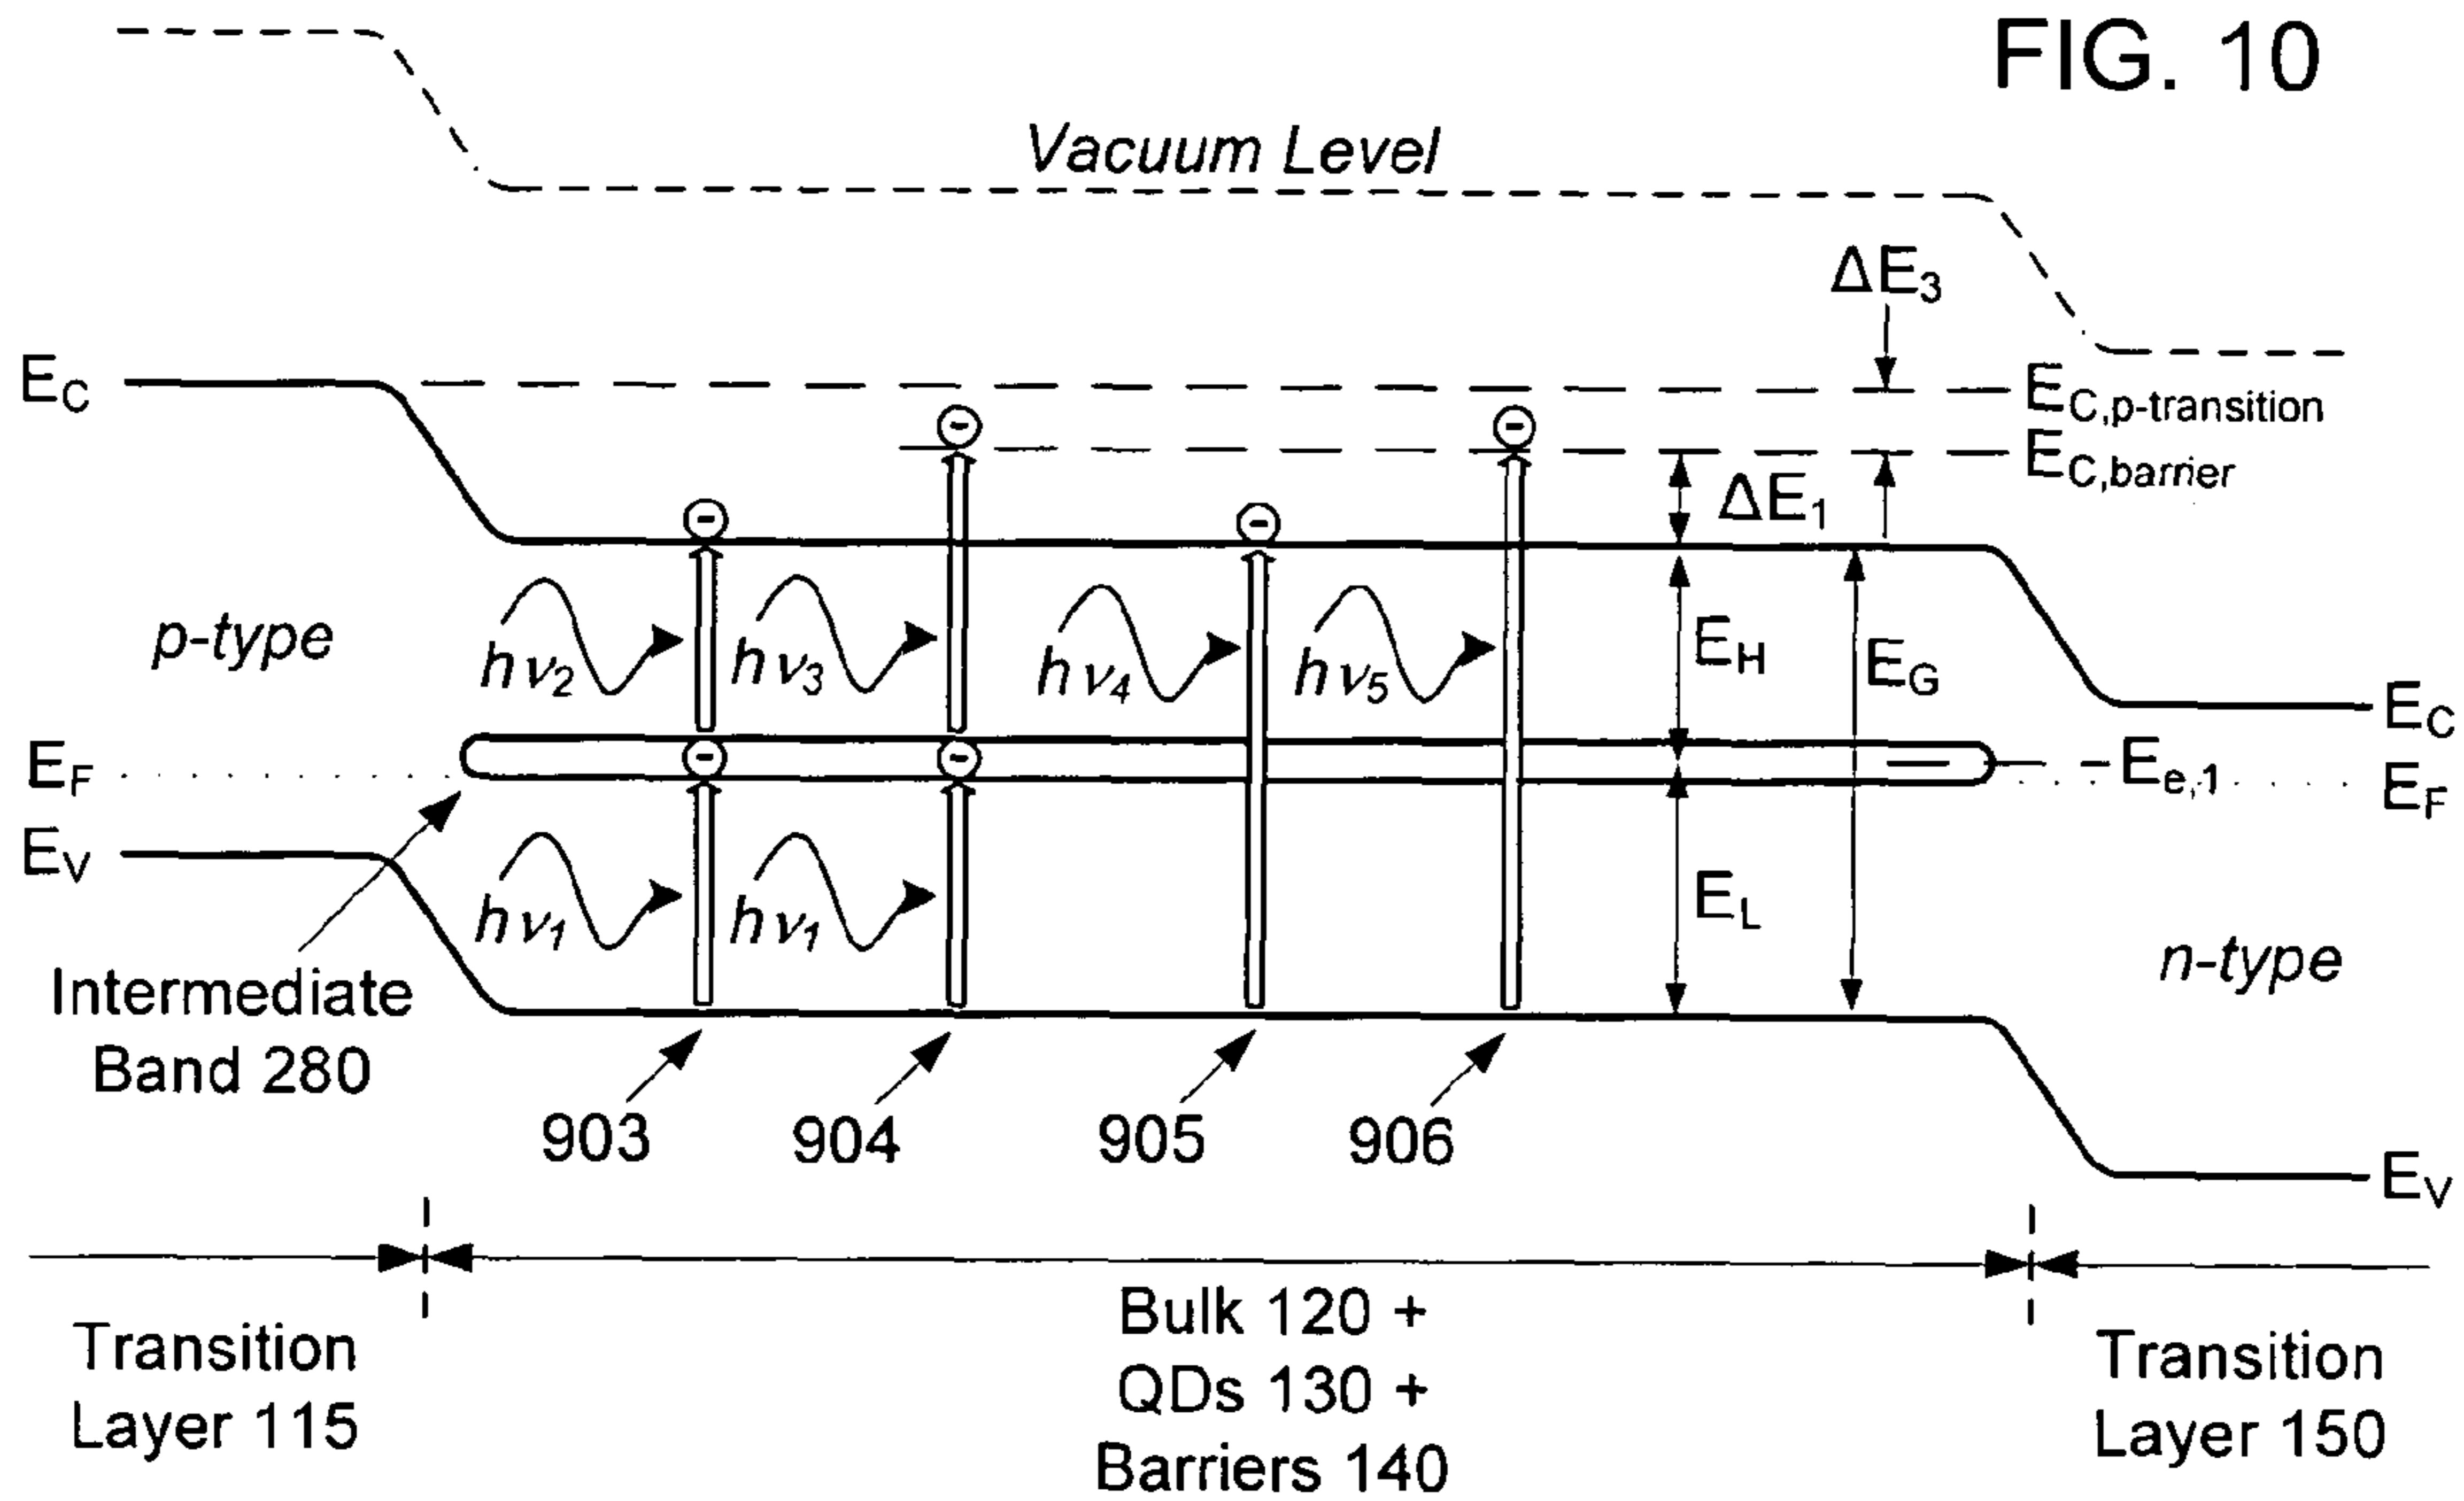 FIG. 10
Vacuum Level
ΔE3
EC
EC,p-transition
EC,barrier
ΔE1
p-type
hν2
hν3
hν4
hν5
EH
EG
EC
EF
Ee,1
EF
EV
hν1
hν1
EL
n-type
Intermediate
Band 280
903
904
905
906
EV
Transition
Layer 115
Bulk 120 +
QDs 130 +
Barriers 140
Transition
Layer 150